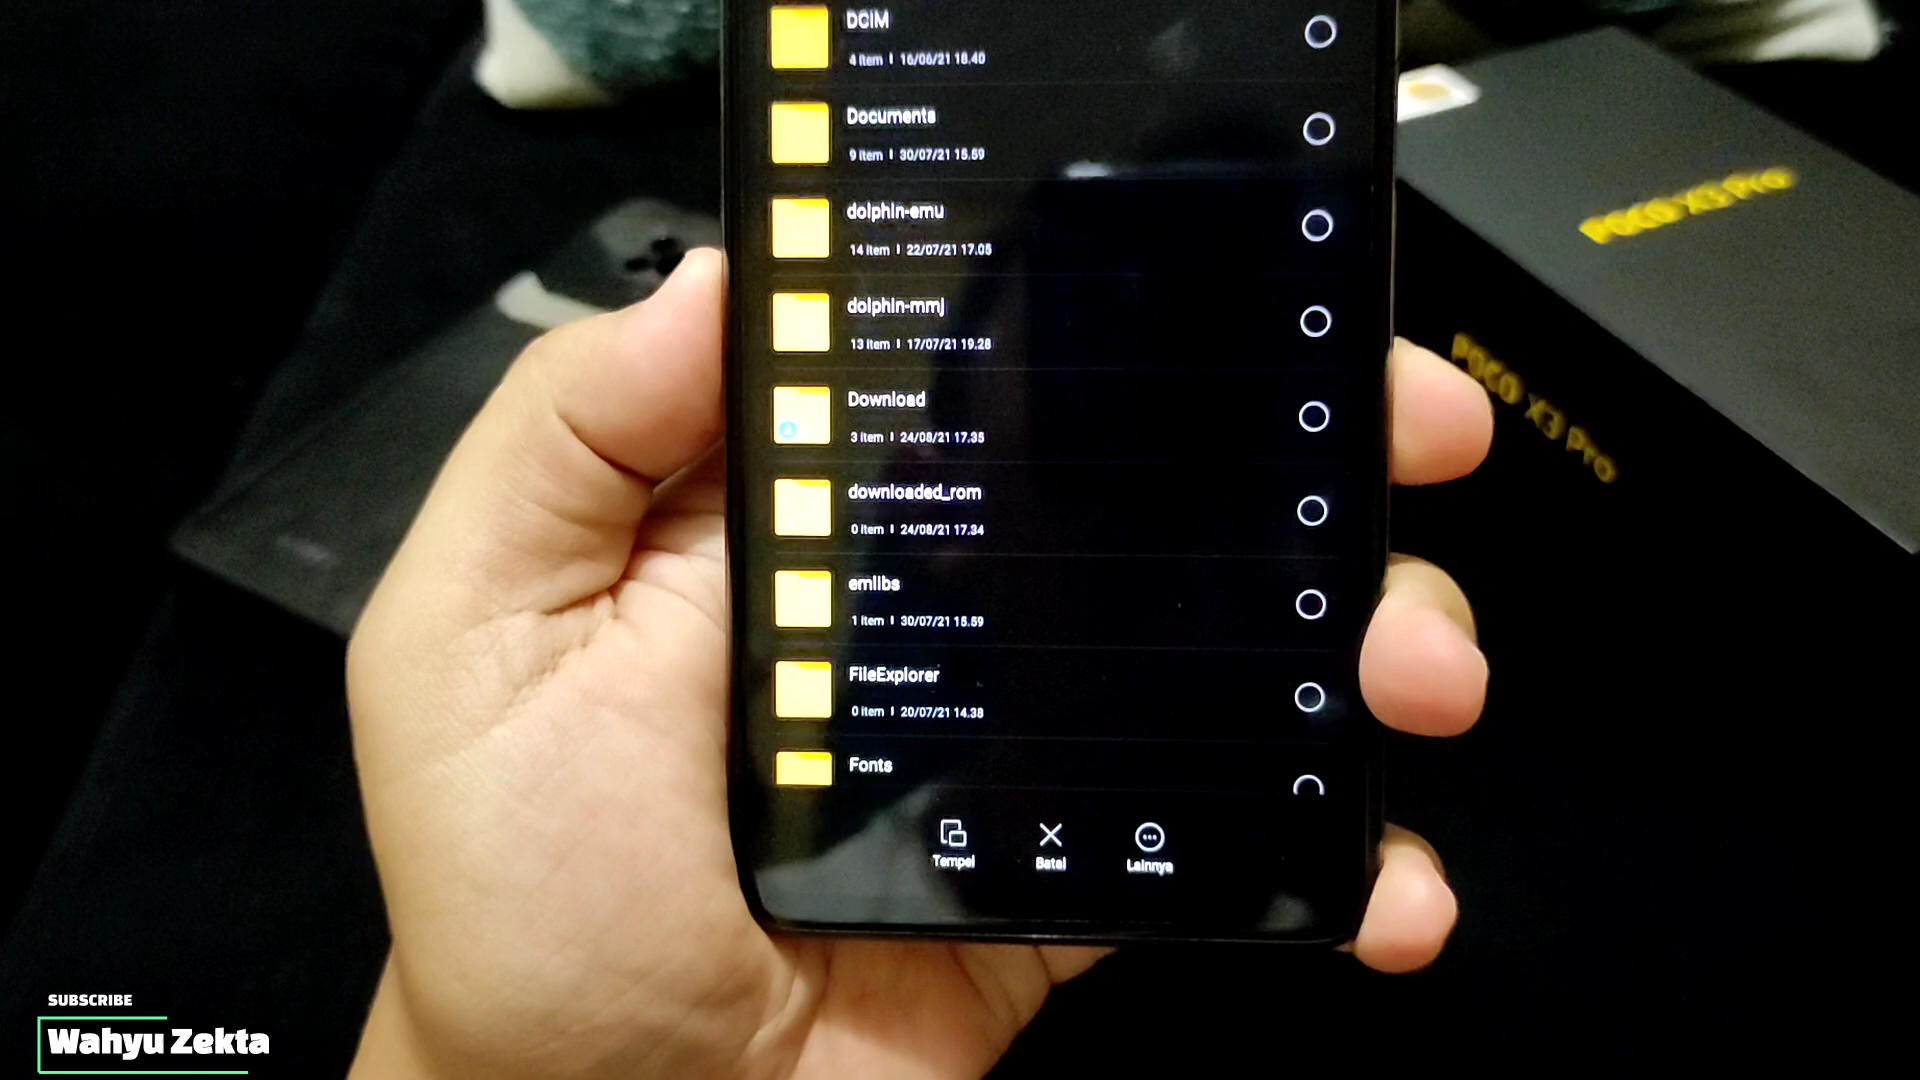 DCIM
4 item | 16/06/21 18.40
Documents
9 item | 30/07/21 15.59
dolphin-emu
14 item | 22/07/21 17.05
dolphin-mmj
13 item | 17/07/21 19.28
Download
3 item | 24/08/21 17.35
downloaded_rom
0 item | 24/08/21 17.34
emlibs
1 item | 30/07/21 15.59
FileExplorer
0 item | 20/07/21 14.38
Fonts
Tempel
Batal
Lainnya
POCO X3 Pro
POCO X3 Pro
SUBSCRIBE
Wahyu Zekta